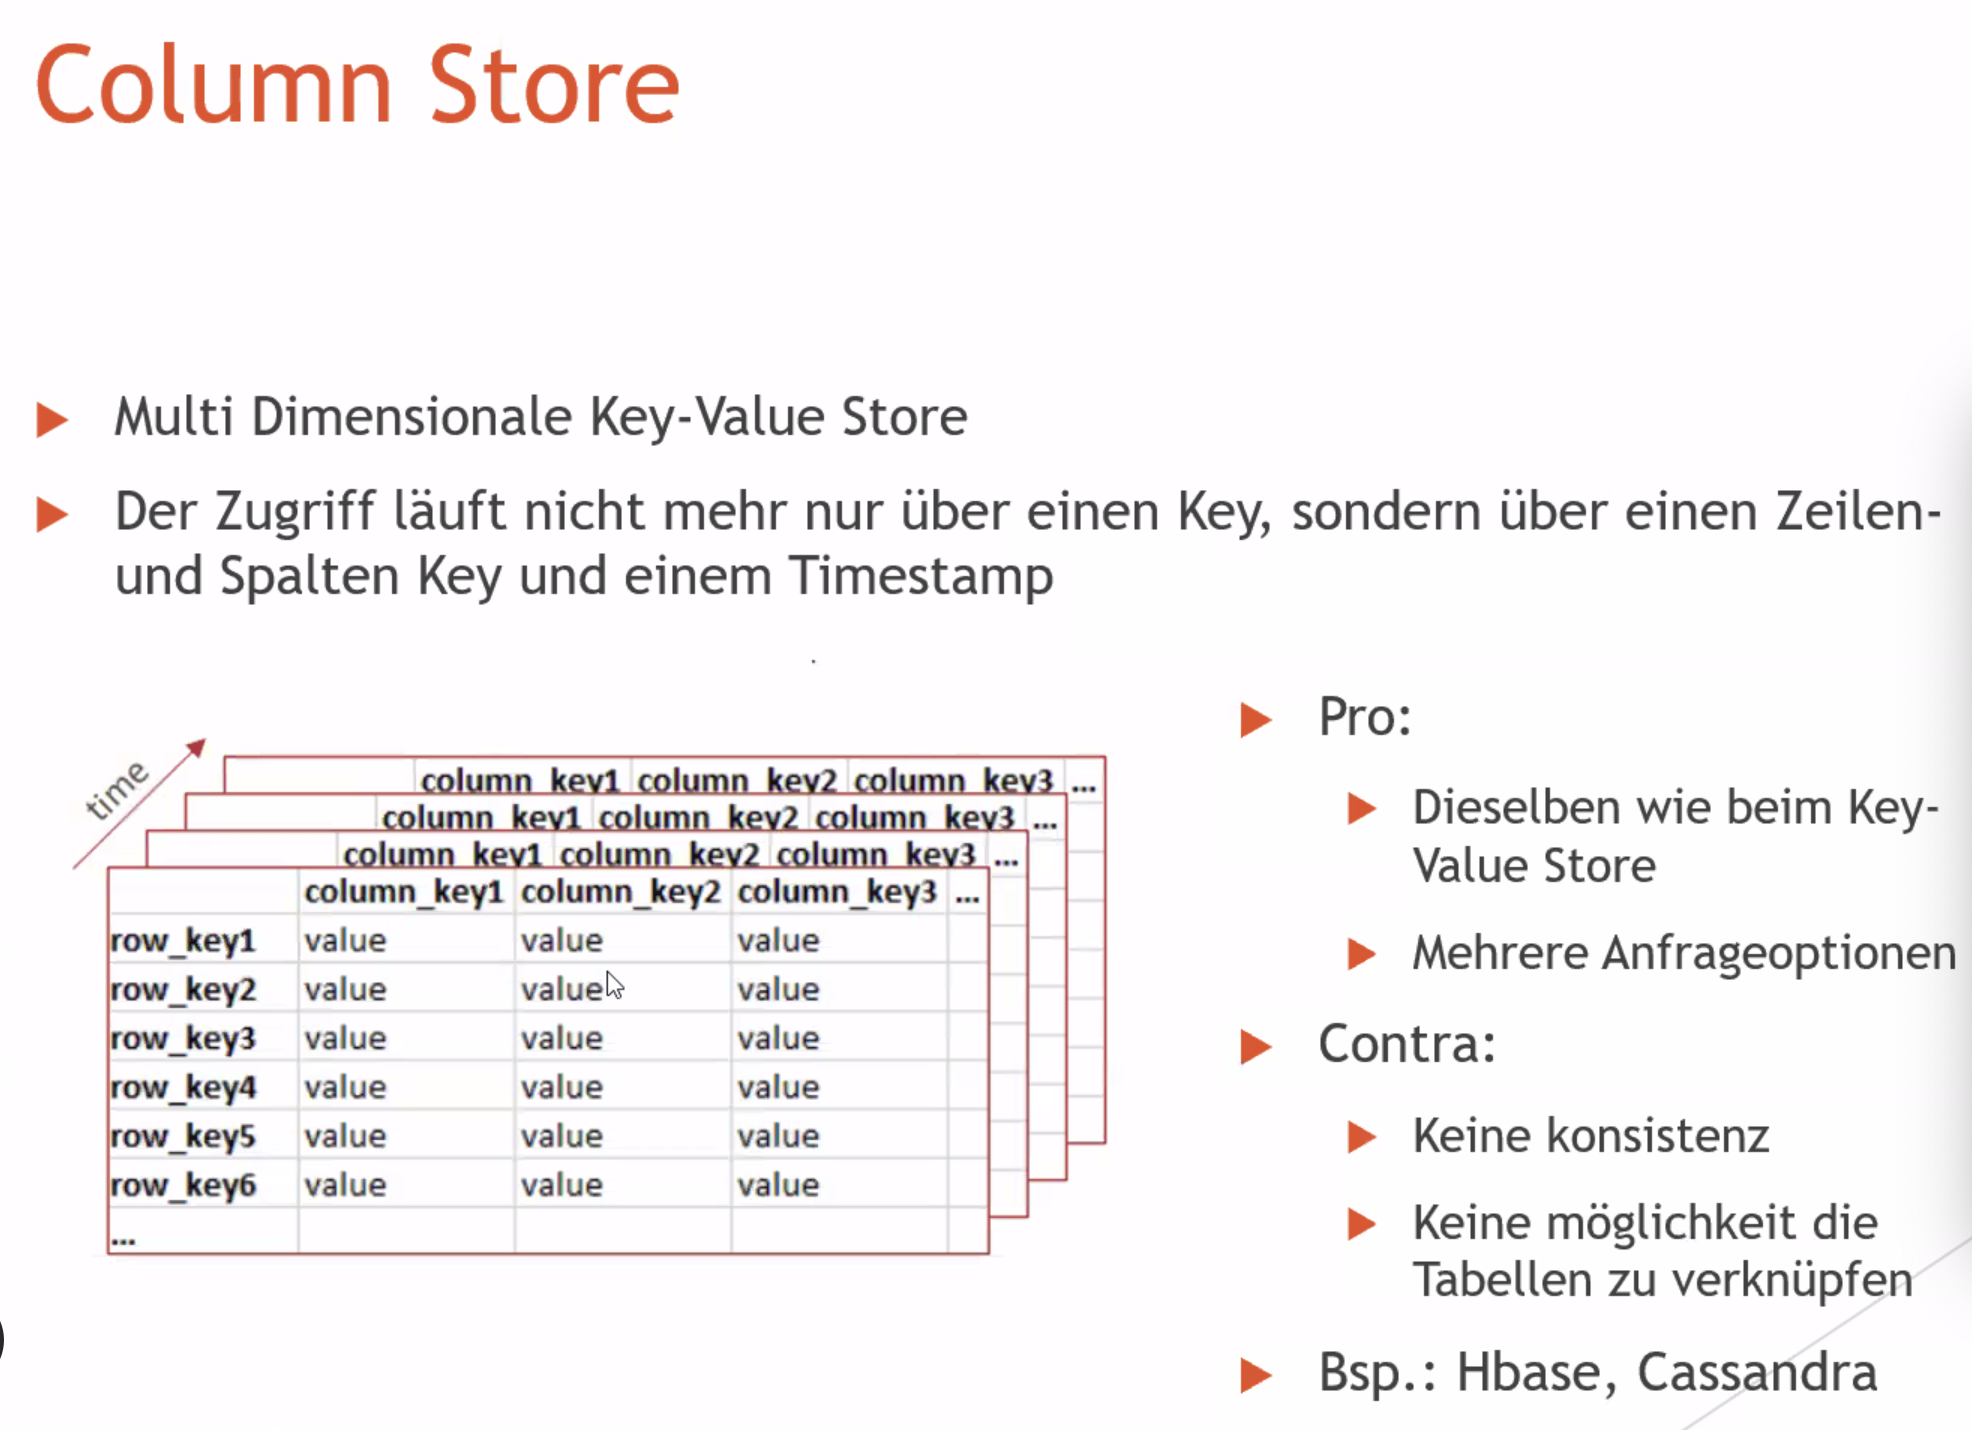 Column Store
Multi Dimensionale Key-Value Store
Der Zugriff läuft nicht mehr nur über einen Key, sondern über einen Zeilen-
und Spalten Key und einem Timestamp
time
column_key1 column_key2 column_key3 ...
column_key1 column_key2 column_key3 ...
column_key1 column_key2 column_key3 ...
column_key1 column_key2 column_key3 ...
row_key1 value value value
row_key2 value value value
row_key3 value value value
row_key4 value value value
row_key5 value value value
row_key6 value value value
...
Pro:
Dieselben wie beim Key-
Value Store
Mehrere Anfrageoptionen
Contra:
Keine konsistenz
Keine möglichkeit die
Tabellen zu verknüpfen
Bsp.: Hbase, Cassandra